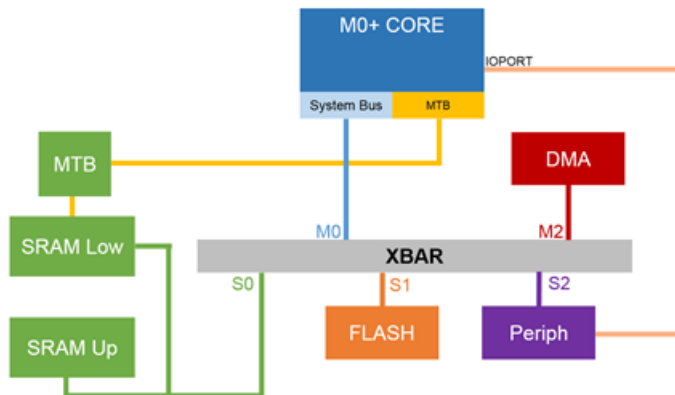 M0+ CORE
IOPORT
System Bus
MTB
MTB
DMA
SRAM Low
M0
M2
XBAR
S0
S1
S2
SRAM Up
FLASH
Periph